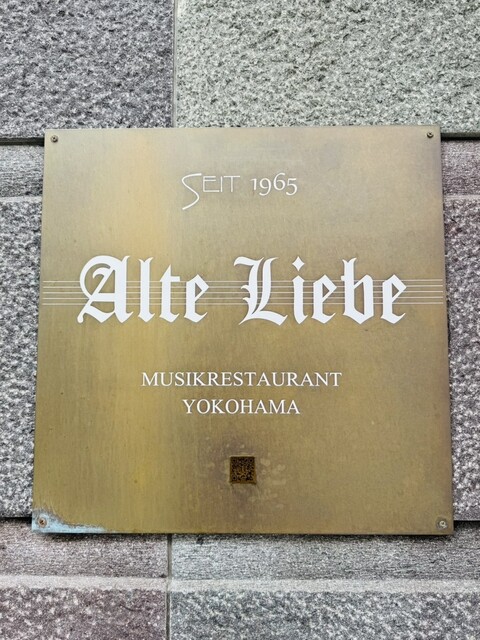 SEIT 1965
Alte Liebe
MUSIKRESTAURANT
YOKOHAMA